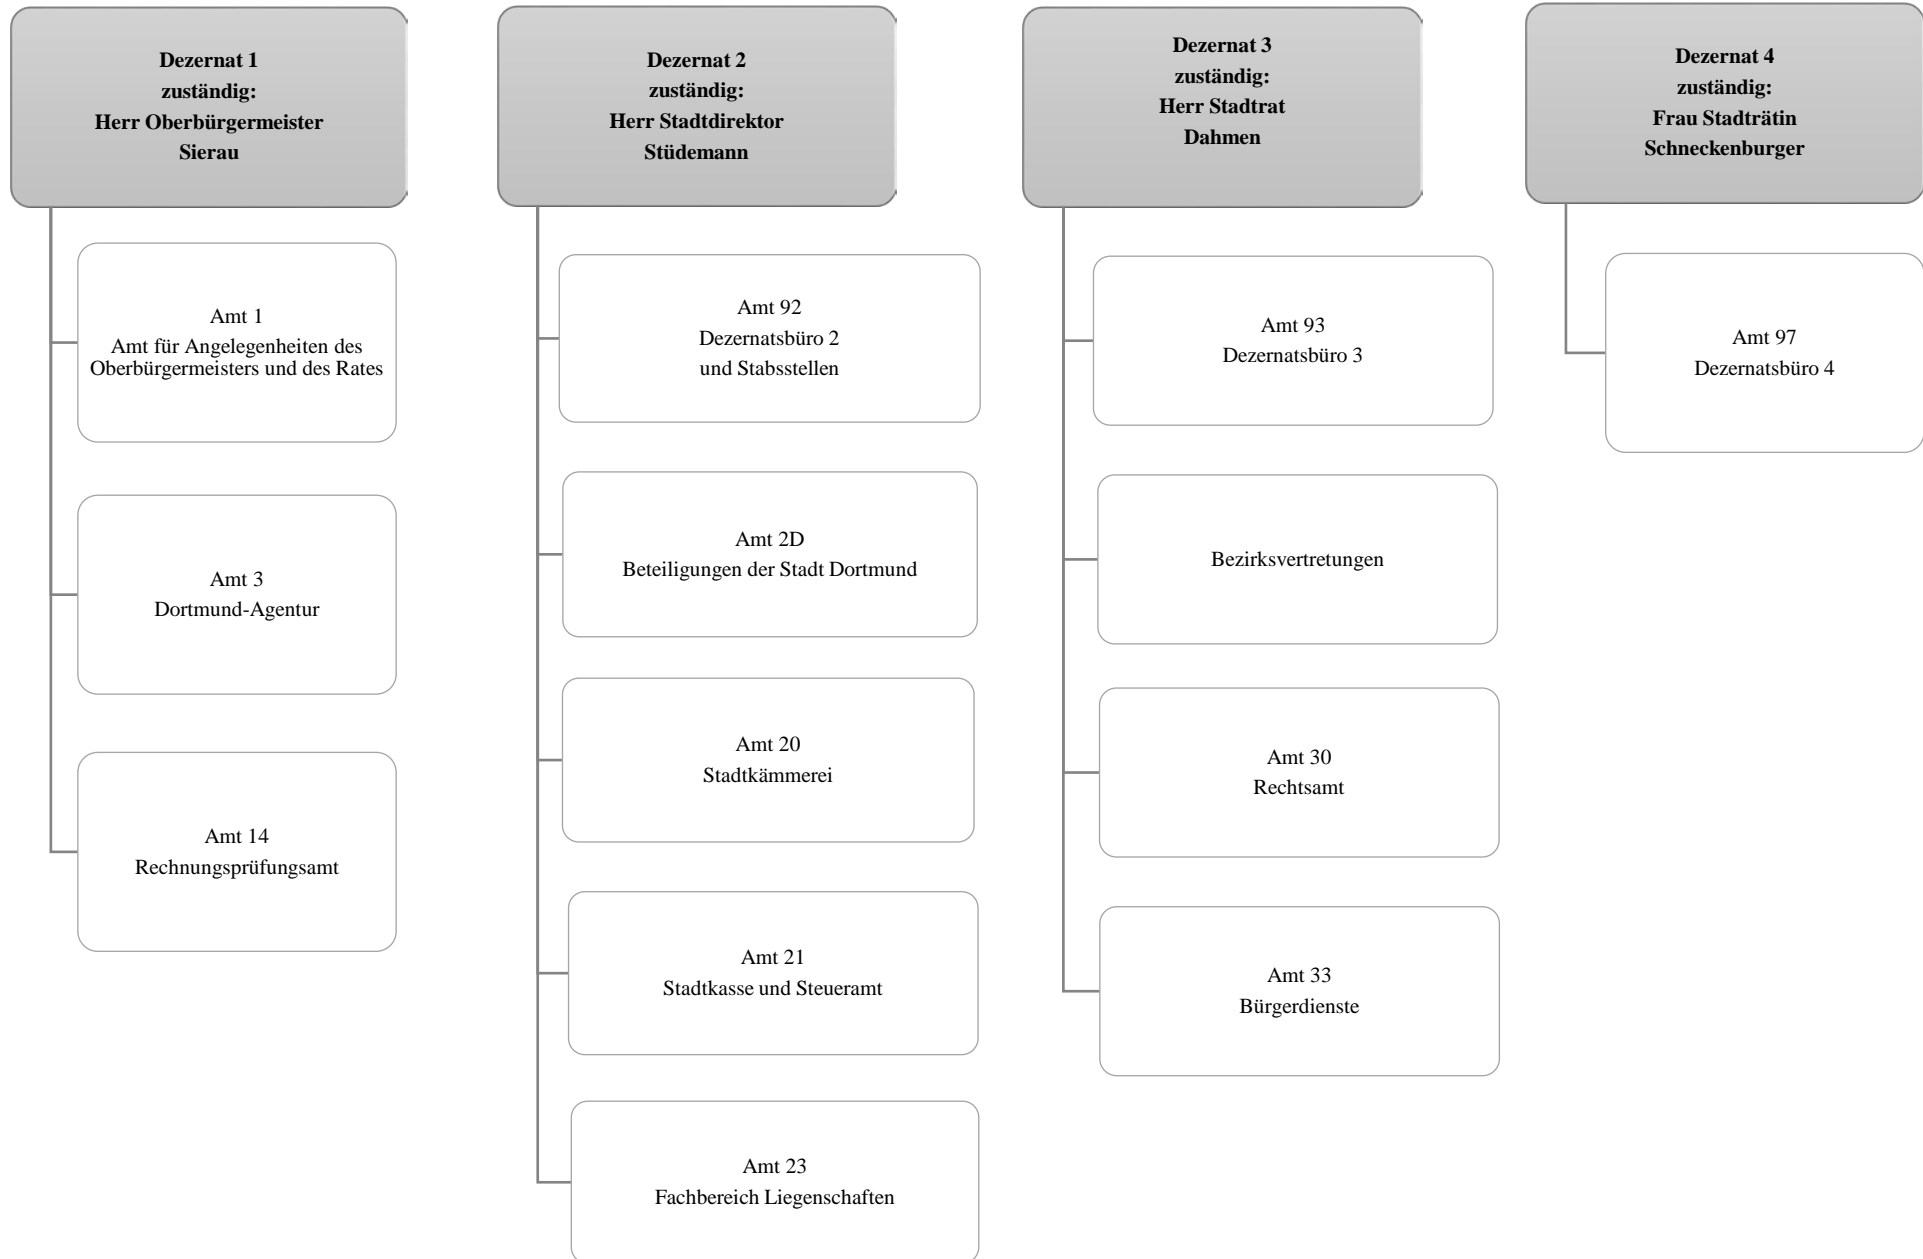 Dezernat 1
zuständig:
Herr Oberbürgermeister
Sierau
Amt 1
Amt für Angelegenheiten des
Oberbürgermeisters und des Rates
Amt 3
Dortmund-Agentur
Amt 14
Rechnungsprüfungsamt
Dezernat 2
zuständig:
Herr Stadtdirektor
Stüdemann
Amt 92
Dezernatsbüro 2
und Stabsstellen
Amt 2D
Beteiligungen der Stadt Dortmund
Amt 20
Stadtkämmerei
Amt 21
Stadtkasse und Steueramt
Amt 23
Fachbereich Liegenschaften
Dezernat 3
zuständig:
Herr Stadtrat
Dahmen
Amt 93
Dezernatsbüro 3
Bezirksvertretungen
Amt 30
Rechtsamt
Amt 33
Bürgerdienste
Dezernat 4
zuständig:
Frau Stadträtin
Schneckenburger
Amt 97
Dezernatsbüro 4